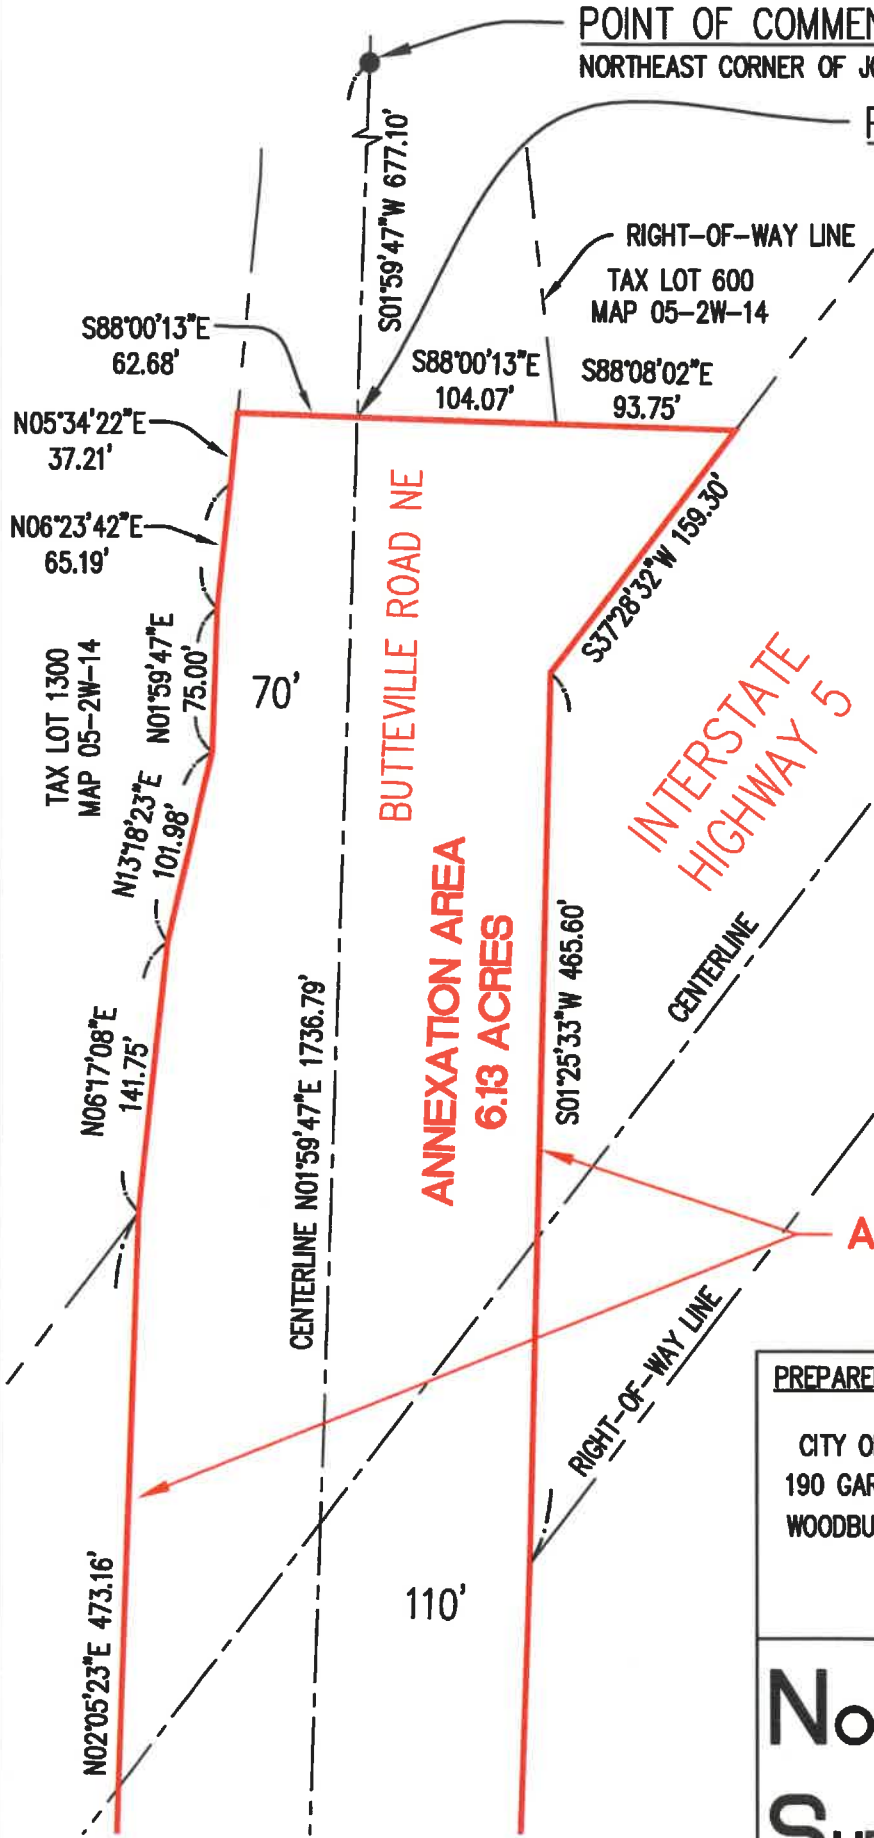 POINT OF COMMEN
NORTHEAST CORNER OF JO
S01°59'47"W 677.10'
RIGHT-OF-WAY LINE
TAX LOT 600
MAP 05-2W-14
S88°00'13"E
62.68'
S88°00'13"E
104.07'
S88°08'02"E
93.75'
N05°34'22"E
37.21'
N06°23'42"E
65.19'
S37°28'32"W 159.30'
BUTTEVILLE ROAD NE
TAX LOT 1300
MAP 05-2W-14
N01°59'47"E
75.00'
70'
INTERSTATE
HIGHWAY 5
N13°18'23"E
101.98'
ANNEXATION AREA
6.13 ACRES
S01°25'33"W 465.60'
CENTERLINE
N06°17'08"E
141.75'
CENTERLINE N01°59'47"E 1736.79'
A
RIGHT-OF-WAY LINE
PREPARE
CITY O
190 GAR
WOODBU
N02°05'23"E 473.16'
110'
No